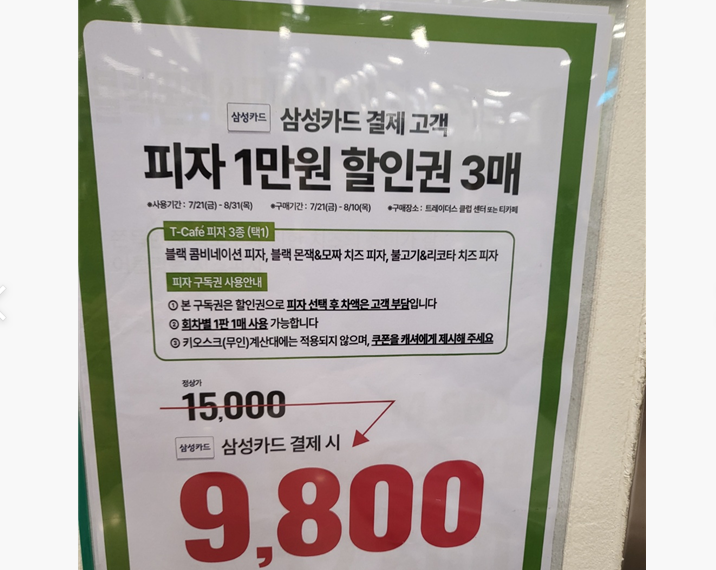 삼성카드 삼성카드 결제 고객
피자 1만원 할인권 3매
*사용기간 : 7/21(금) - 8/31(목) *구매기간 : 7/21(금) - 8/10(목) *구매장소 : 트레이더스 클럽 센터 또는 티카페
T-Café 피자 3종 (택1)
블랙 콤비네이션 피자, 블랙 몬잭&모짜 치즈 피자, 불고기&리코타 치즈 피자
피자 구독권 사용안내
① 본 구독권은 할인권으로 피자 선택 후 차액은 고객 부담입니다
② 회차별 1판 1매 사용 가능합니다
③ 키오스크(무인)계산대에는 적용되지 않으며, 쿠폰을 캐셔에게 제시해 주세요
정상가
15,000
삼성카드 삼성카드 결제 시
9,800